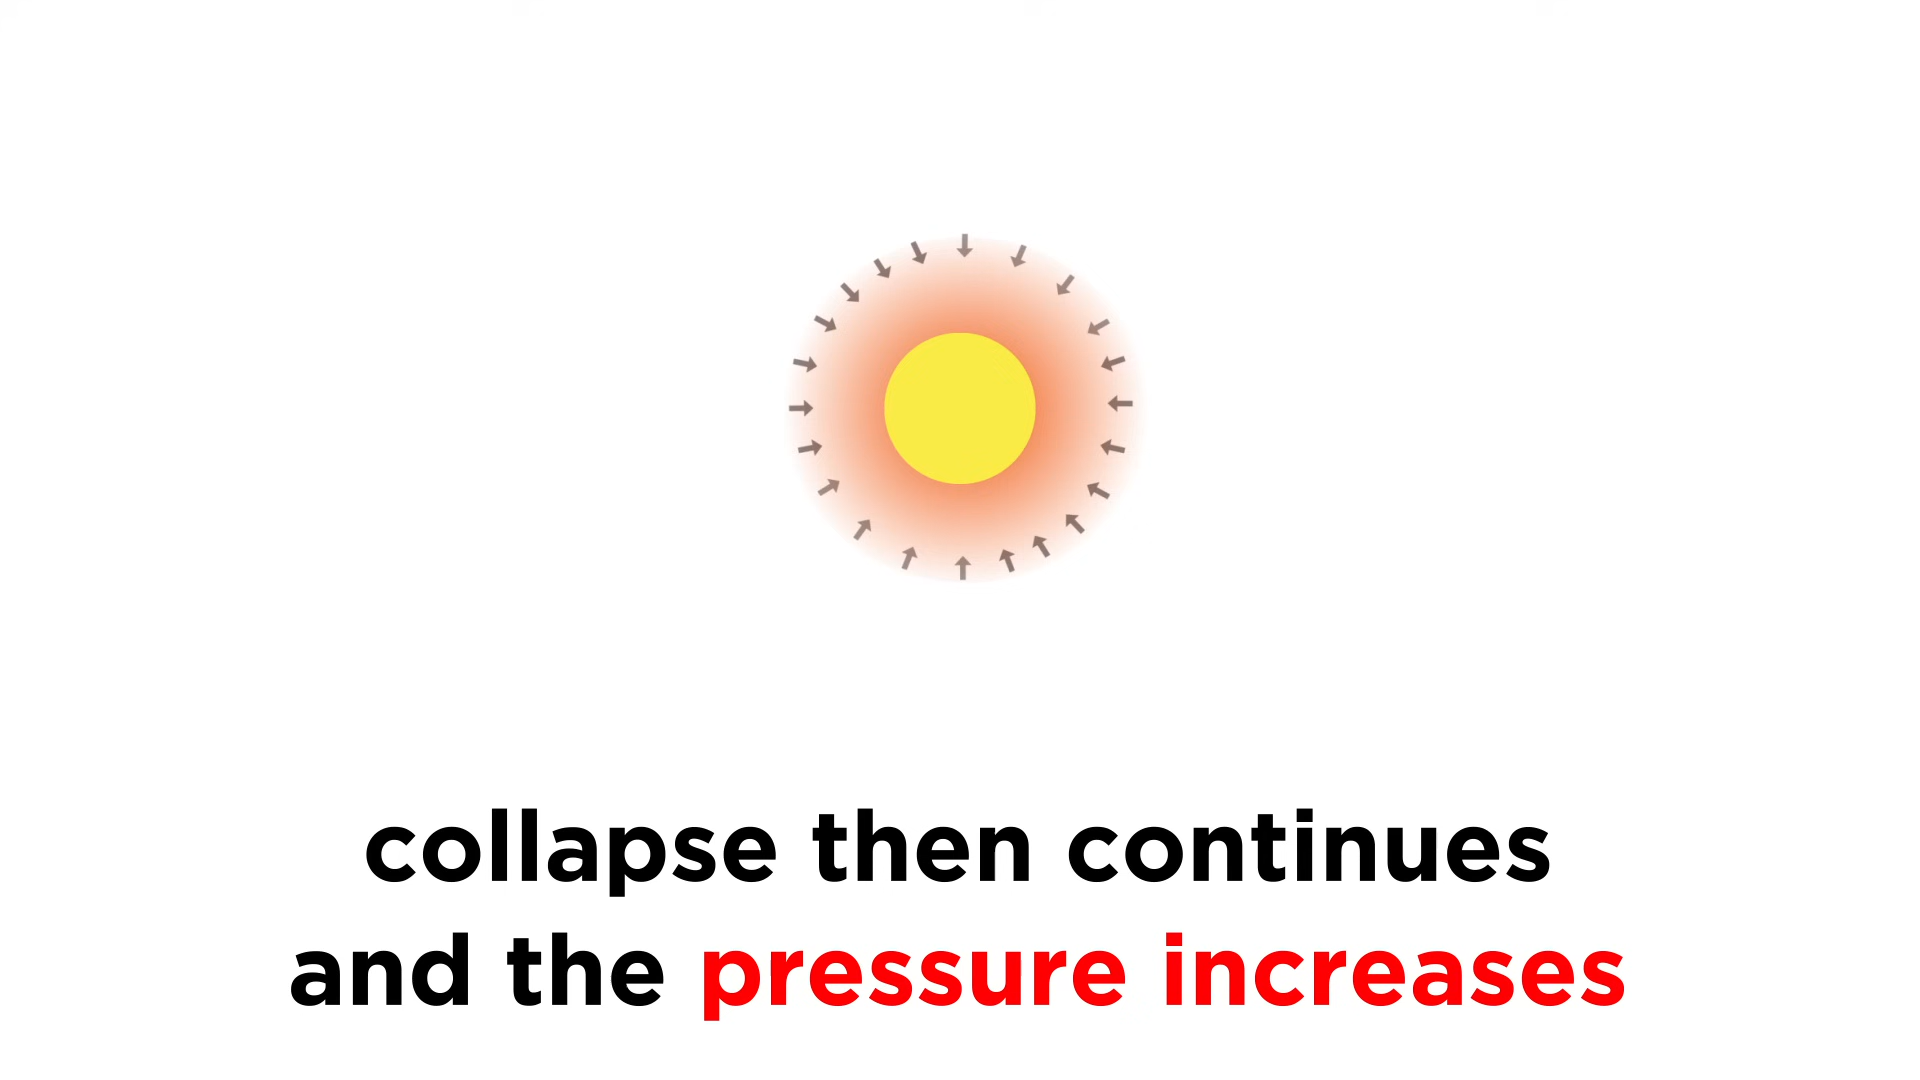 collapse then continues
and the pressure increases